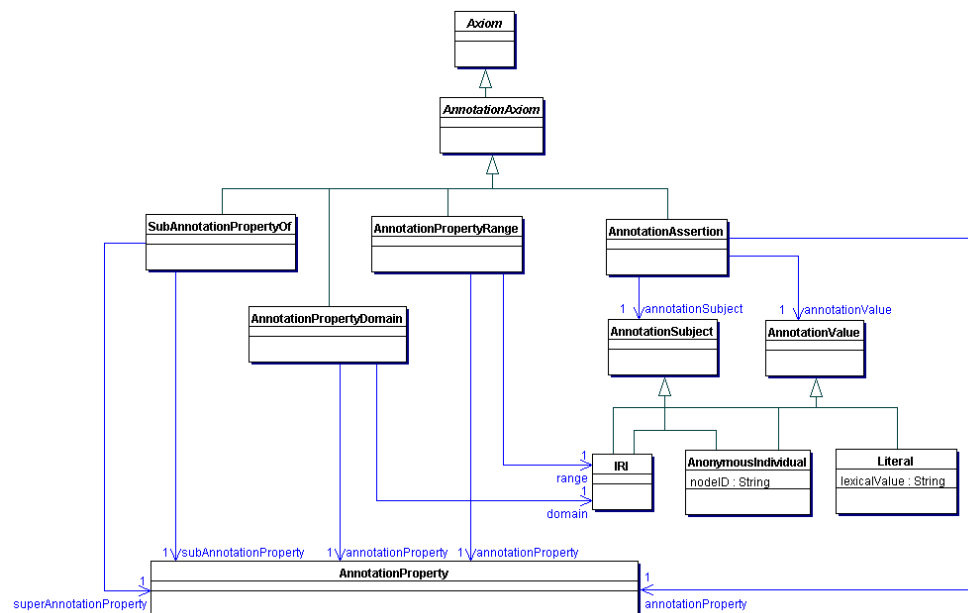 Axiom
AnnotationAxiom
SubAnnotationPropertyOf
AnnotationPropertyRange
AnnotationAssertion
AnnotationPropertyDomain
1 annotationSubject
1 annotationValue
AnnotationSubject
AnnotationValue
IRI
AnonymousIndividual
nodeID : String
Literal
lexicalValue : String
1
range
1
domain
1 subAnnotationProperty
1 annotationProperty
1 annotationProperty
AnnotationProperty
1
superAnnotationProperty
1
annotationProperty